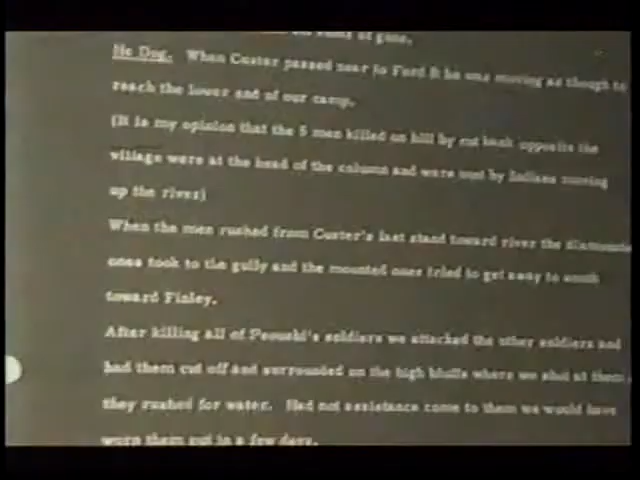 of gone.
He Dog. When Custer passed near to Ford B he was moving as though to
reach the lower end of our camp.
(It is my opinion that the 5 men killed on hill by cut bank opposite the
village were at the head of the column and were met by Indians moving
up the river)
When the men rushed from Custer's last stand toward river the dismounted
ones took to the gully and the mounted ones tried to get away to south
toward Finley.
After killing all of soldiers we attacked the other soldiers and
had them cut off and surrounded on the high bluffs where we shot at them
they rushed for water. Had not assistance come to them we would have
worn them out in a few days.